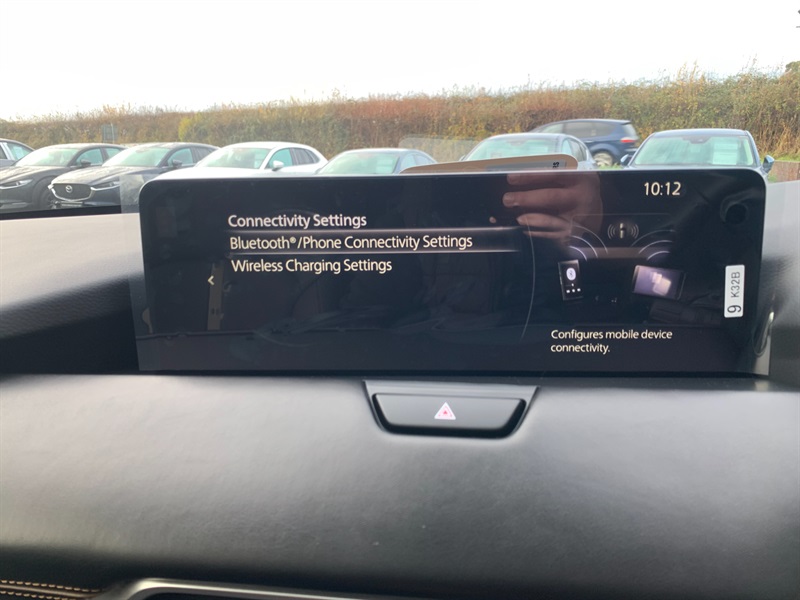 10:12
Connectivity Settings
Bluetooth®/Phone Connectivity Settings
Wireless Charging Settings
Configures mobile device
connectivity.
9 K32B